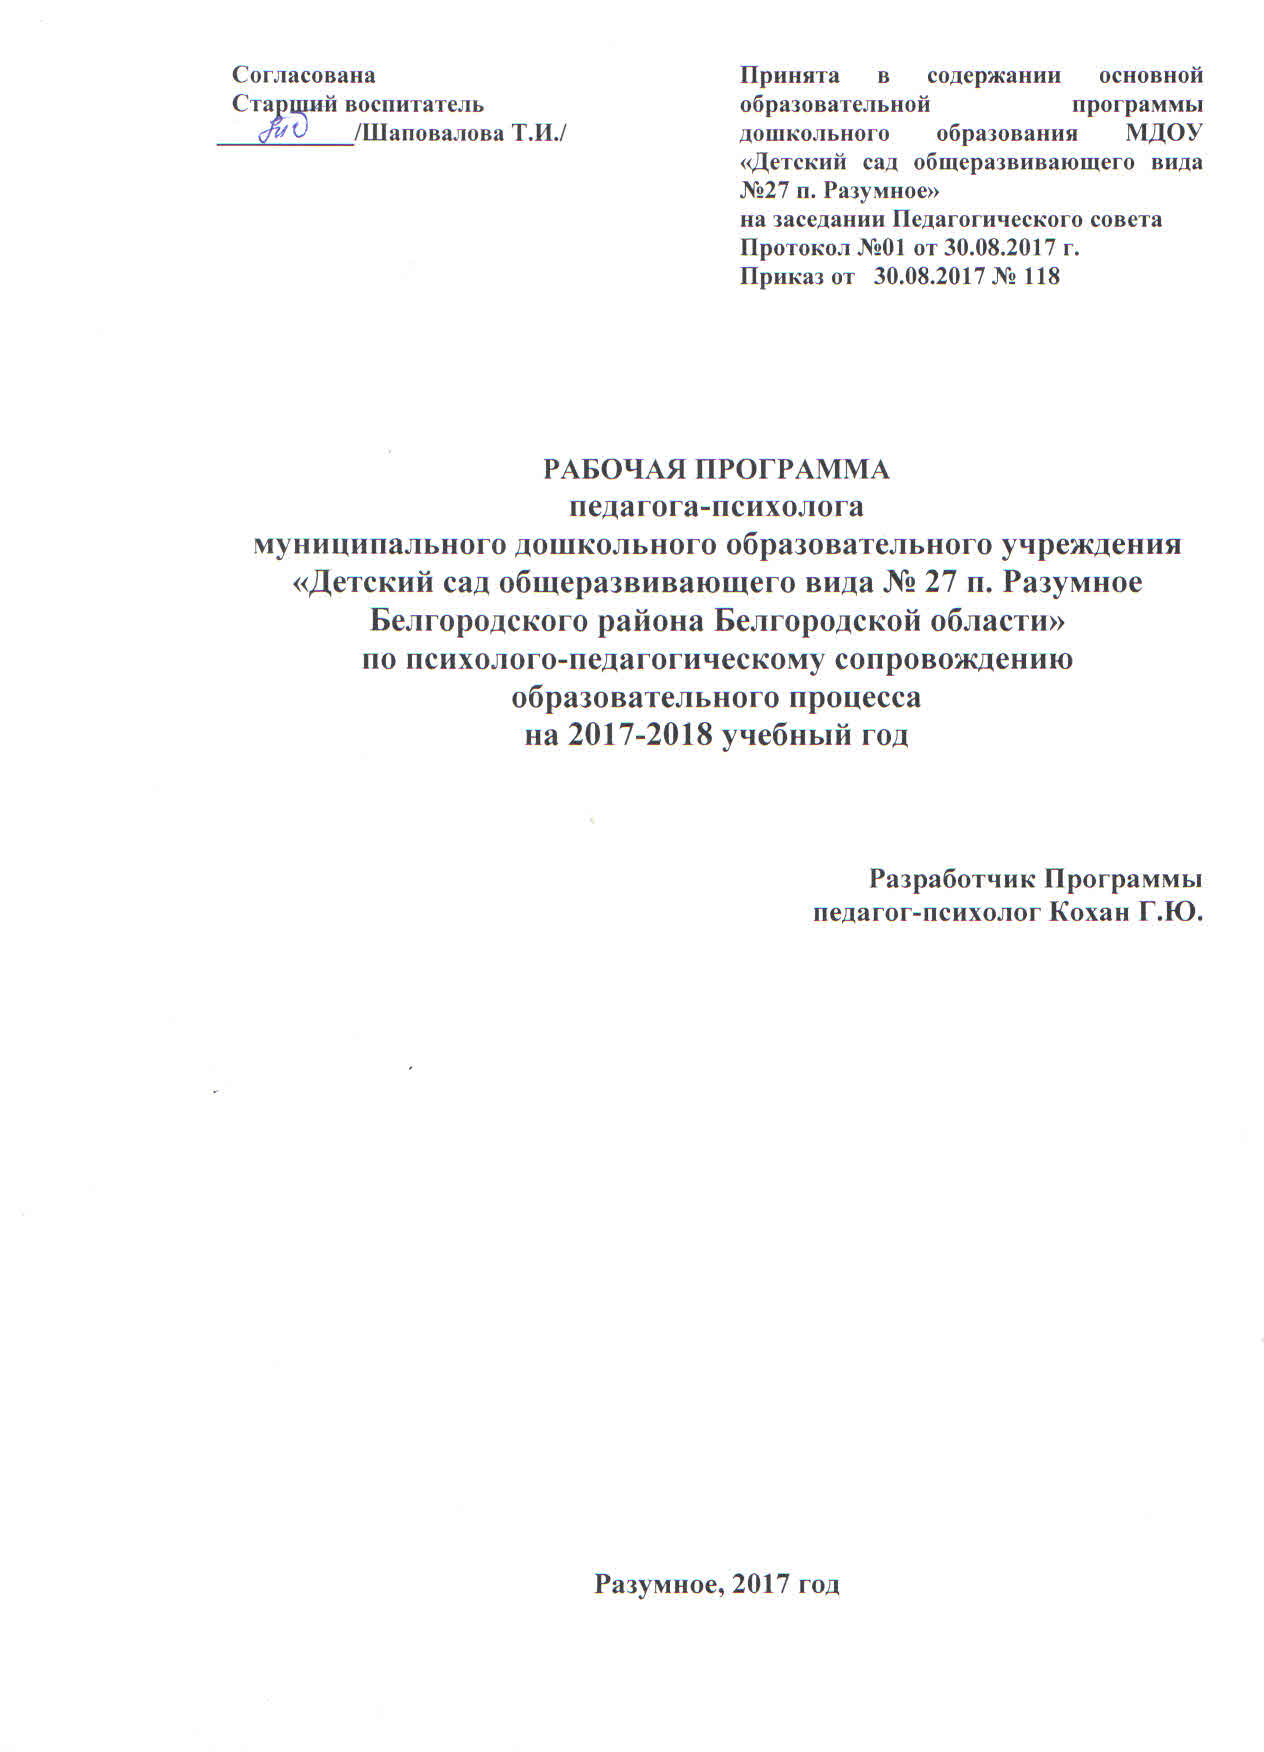 Согласована
Старший воспитатель
/Шаповалова Т.И./
Принята в содержании основной
образовательной программы
дошкольного образования МДОУ
«Детский сад общеразвивающего вида
№27 п. Разумное»
на заседании Педагогического совета
Протокол №01 от 30.08.2017 г.
Приказ от 30.08.2017 № 118
РАБОЧАЯ ПРОГРАММА
педагога-психолога
муниципального дошкольного образовательного учреждения
«Детский сад общеразвивающего вида № 27 п. Разумное
Белгородского района Белгородской области»
по психолого-педагогическому сопровождению
образовательного процесса
на 2017-2018 учебный год
Разработчик Программы
педагог-психолог Кохан Г.Ю.
Разумное, 2017 год